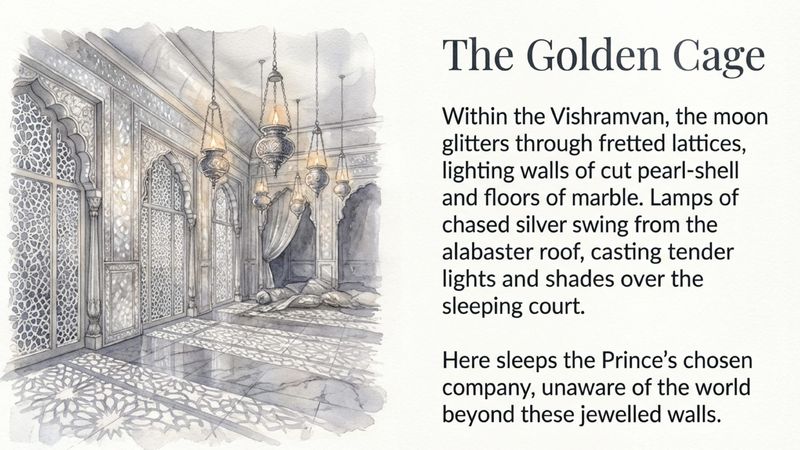 The Golden Cage
Within the Vishramvan, the moon
glitters through fretted lattices,
lighting walls of cut pearl-shell
and floors of marble. Lamps of
chased silver swing from the
alabaster roof, casting tender
lights and shades over the
sleeping court.
Here sleeps the Prince’s chosen
company, unaware of the world
beyond these jewelled walls.